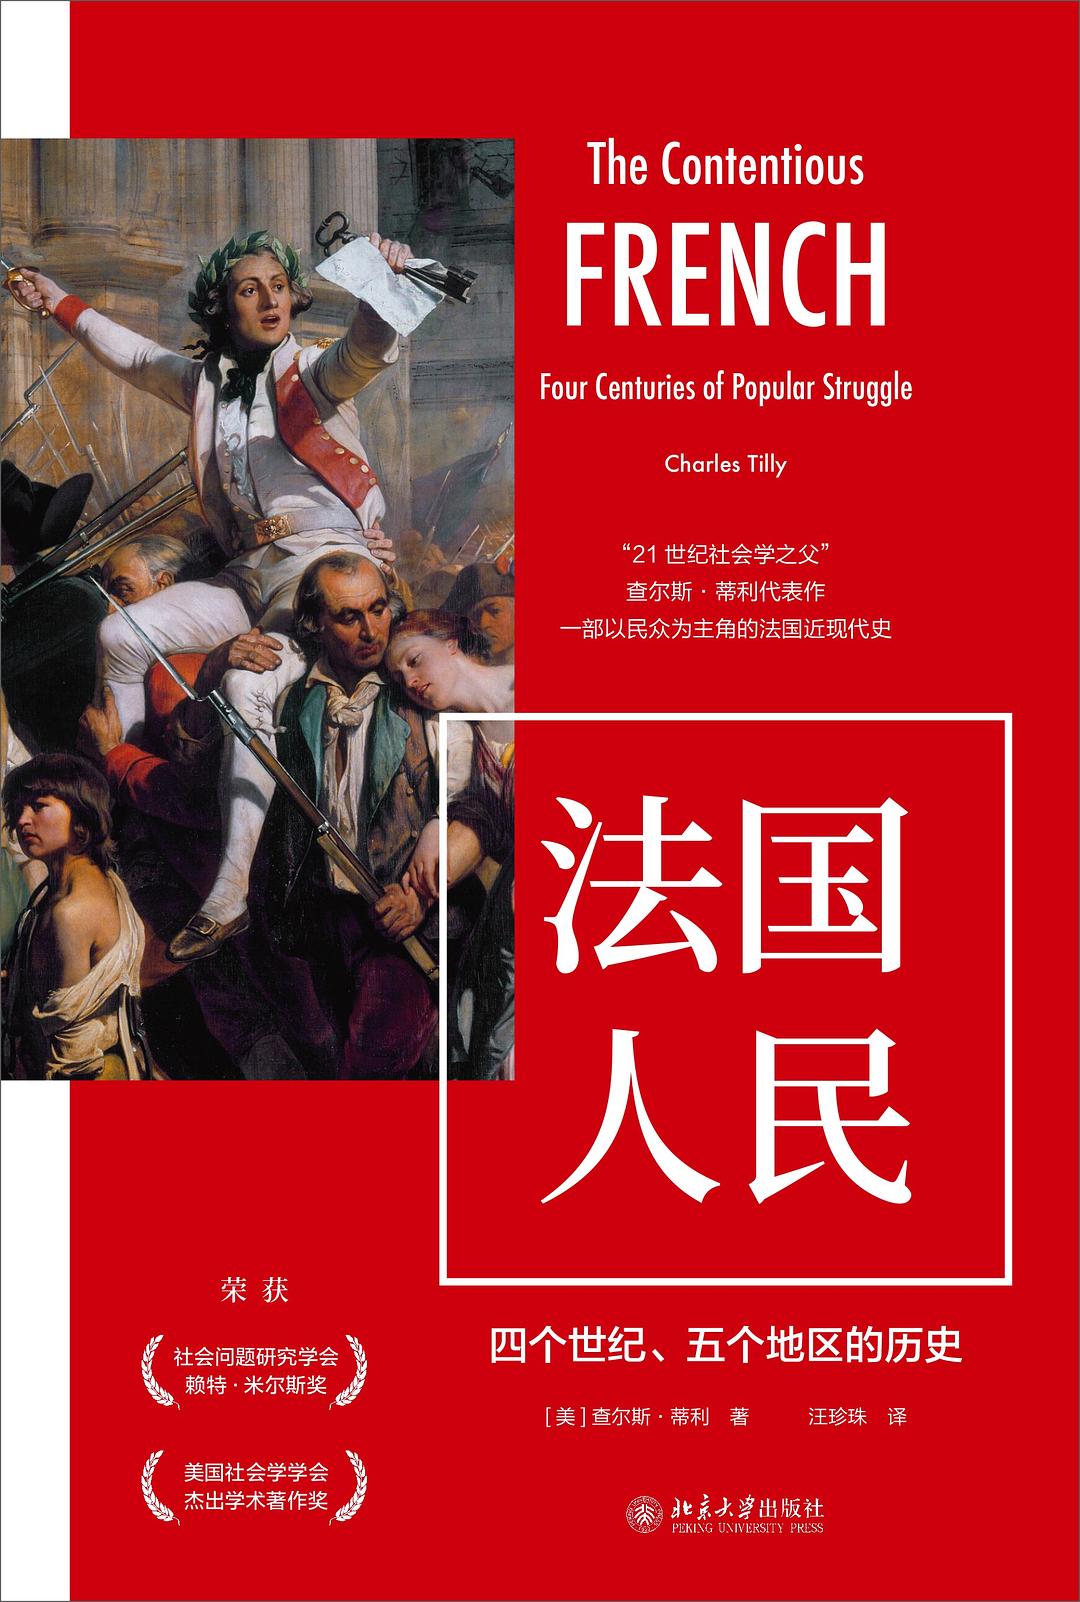 The Contentious
FRENCH
Four Centuries of Popular Struggle
Charles Tilly
“21 世纪社会学之父”
查尔斯·蒂利代表作
一部以民众为主角的法国近现代史
法国
人民
四个世纪、五个地区的历史
[美]查尔斯·蒂利 著 汪珍珠 译
荣获
社会问题研究学会
赖特·米尔斯奖
美国社会学学会
杰出学术著作奖
北京大学出版社
PEKING UNIVERSITY PRESS